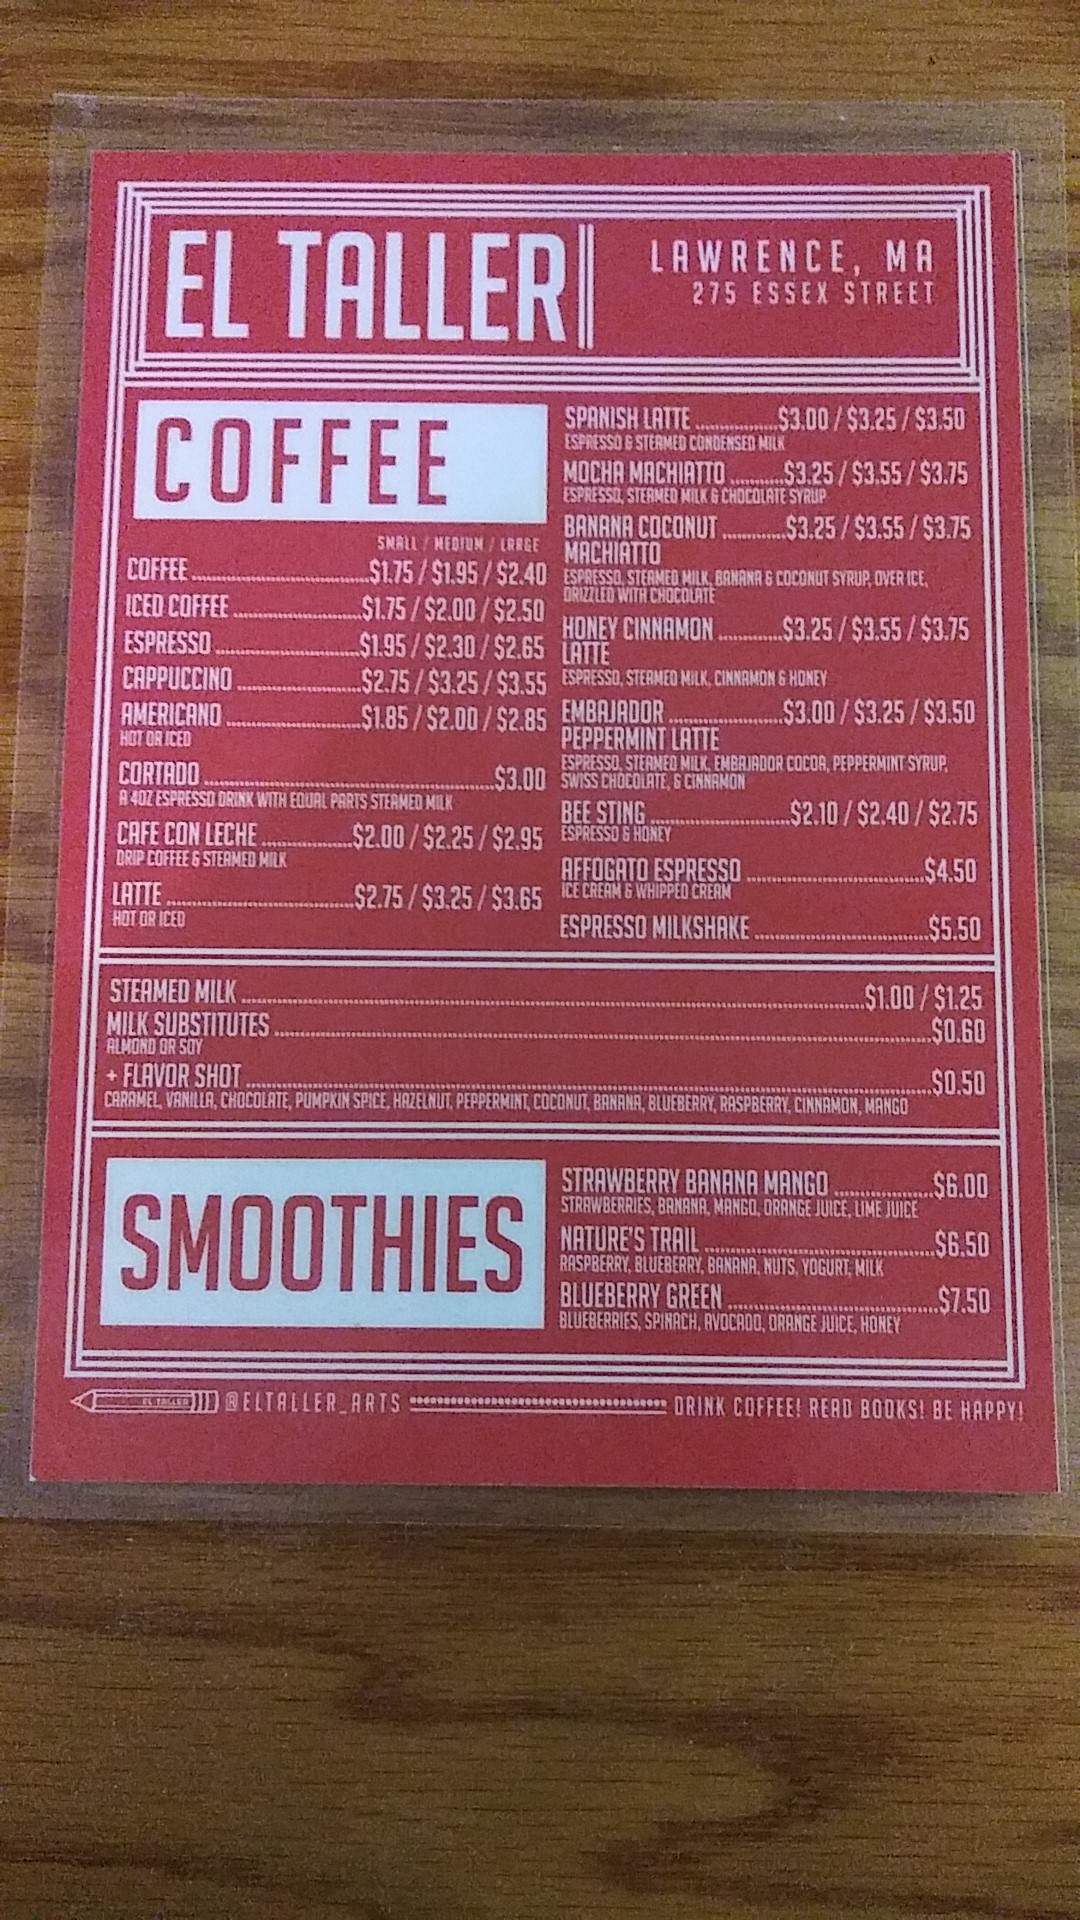 EL TALLER
LAWRENCE, MA
275 ESSEX STREET
COFFEE
SMALL / MEDIUM / LARGE
COFFEE $1.75 / $1.95 / $2.40
ICED COFFEE $1.75 / $2.00 / $2.50
ESPRESSO $1.95 / $2.30 / $2.65
CAPPUCCINO $2.75 / $3.25 / $3.55
AMERICANO $1.85 / $2.00 / $2.85
HOT OR ICED
CORTADO $3.00
A 4OZ ESPRESSO DRINK WITH EQUAL PARTS STEAMED MILK
CAFE CON LECHE $2.00 / $2.25 / $2.95
DRIP COFFEE & STEAMED MILK
LATTE $2.75 / $3.25 / $3.65
HOT OR ICED
SPANISH LATTE $3.00 / $3.25 / $3.50
ESPRESSO & STEAMED CONDENSED MILK
MOCHA MACHIATTO $3.25 / $3.55 / $3.75
ESPRESSO, STEAMED MILK & CHOCOLATE SYRUP
BANANA COCONUT $3.25 / $3.55 / $3.75
MACHIATTO
ESPRESSO, STEAMED MILK, BANANA & COCONUT SYRUP, OVER ICE,
DRIZZLED WITH CHOCOLATE
HONEY CINNAMON $3.25 / $3.55 / $3.75
LATTE
ESPRESSO, STEAMED MILK, CINNAMON & HONEY
EMBAJADOR $3.00 / $3.25 / $3.50
PEPPERMINT LATTE
ESPRESSO, STEAMED MILK, EMBAJADOR COCOA, PEPPERMINT SYRUP,
SWISS CHOCOLATE, & CINNAMON
BEE STING $2.10 / $2.40 / $2.75
ESPRESSO & HONEY
AFFOGATO ESPRESSO $4.50
ICE CREAM & WHIPPED CREAM
ESPRESSO MILKSHAKE $5.50
STEAMED MILK $1.00 / $1.25
MILK SUBSTITUTES $0.60
ALMOND OR SOY
+ FLAVOR SHOT $0.50
CARAMEL, VANILLA, CHOCOLATE, PUMPKIN SPICE, HAZELNUT, PEPPERMINT, COCONUT, BANANA, BLUEBERRY, RASPBERRY, CINNAMON, MANGO
SMOOTHIES
STRAWBERRY BANANA MANGO $6.00
STRAWBERRIES, BANANA, MANGO, ORANGE JUICE, LIME JUICE
NATURE'S TRAIL $6.50
RASPBERRY, BLUEBERRY, BANANA, NUTS, YOGURT, MILK
BLUEBERRY GREEN $7.50
BLUEBERRIES, SPINACH, AVOCADO, ORANGE JUICE, HONEY
EL TALLER @ELTALLER_ARTS DRINK COFFEE! READ BOOKS! BE HAPPY!